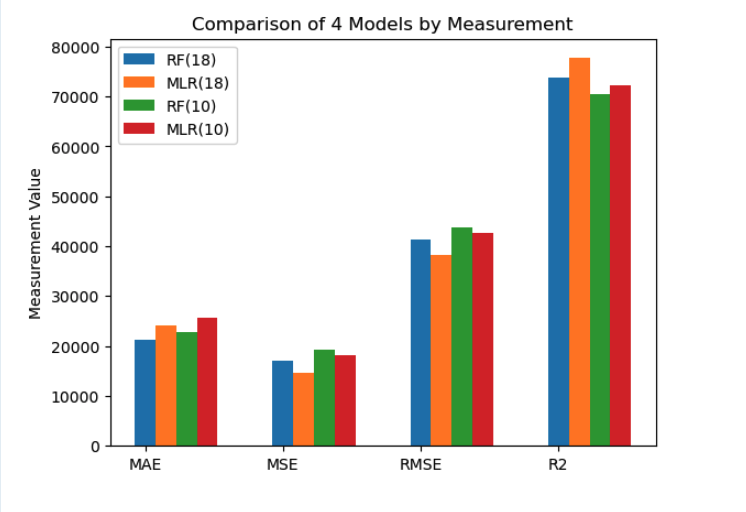 Comparison of 4 Models by Measurement
80000
70000
60000
50000
40000
30000
20000
10000
0
Measurement Value
RF(18)
MLR(18)
RF(10)
MLR(10)
MAE MSE RMSE R2